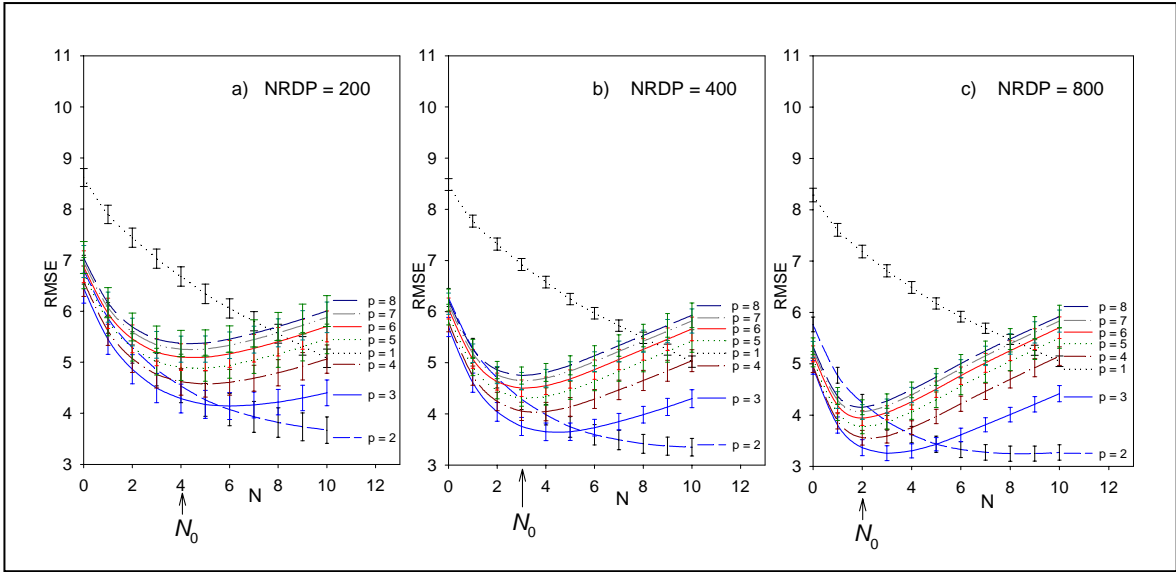 a) NRDP = 200
RMSE
11
10
9
8
7
6
5
4
3
0 2 4 6 8 10 12
N
N0
p = 8
p = 7
p = 6
p = 5
p = 1
p = 4
p = 3
p = 2
b) NRDP = 400
RMSE
11
10
9
8
7
6
5
4
3
0 2 4 6 8 10 12
N
N0
p = 8
p = 7
p = 6
p = 5
p = 1
p = 4
p = 3
p = 2
c) NRDP = 800
RMSE
11
10
9
8
7
6
5
4
3
0 2 4 6 8 10 12
N
N0
p = 8
p = 7
p = 6
p = 5
p = 4
p = 1
p = 3
p = 2